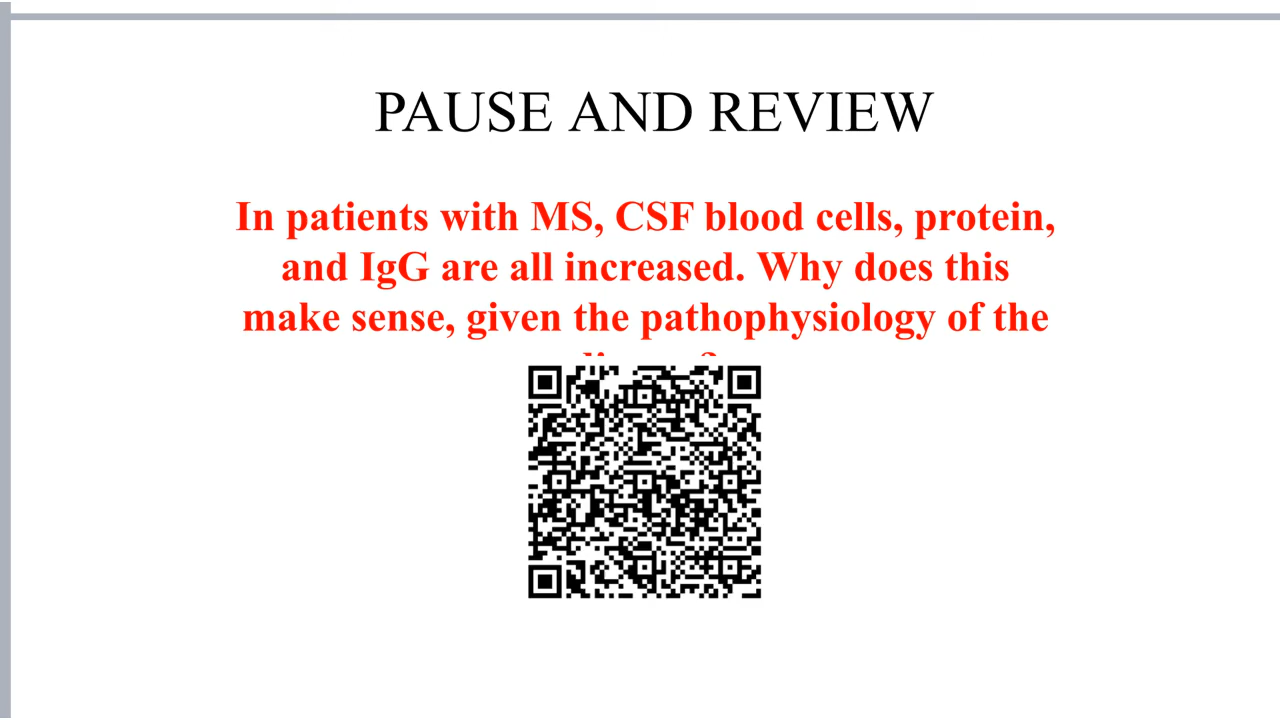 PAUSE AND REVIEW
In patients with MS, CSF blood cells, protein,
and IgG are all increased. Why does this
make sense, given the pathophysiology of the